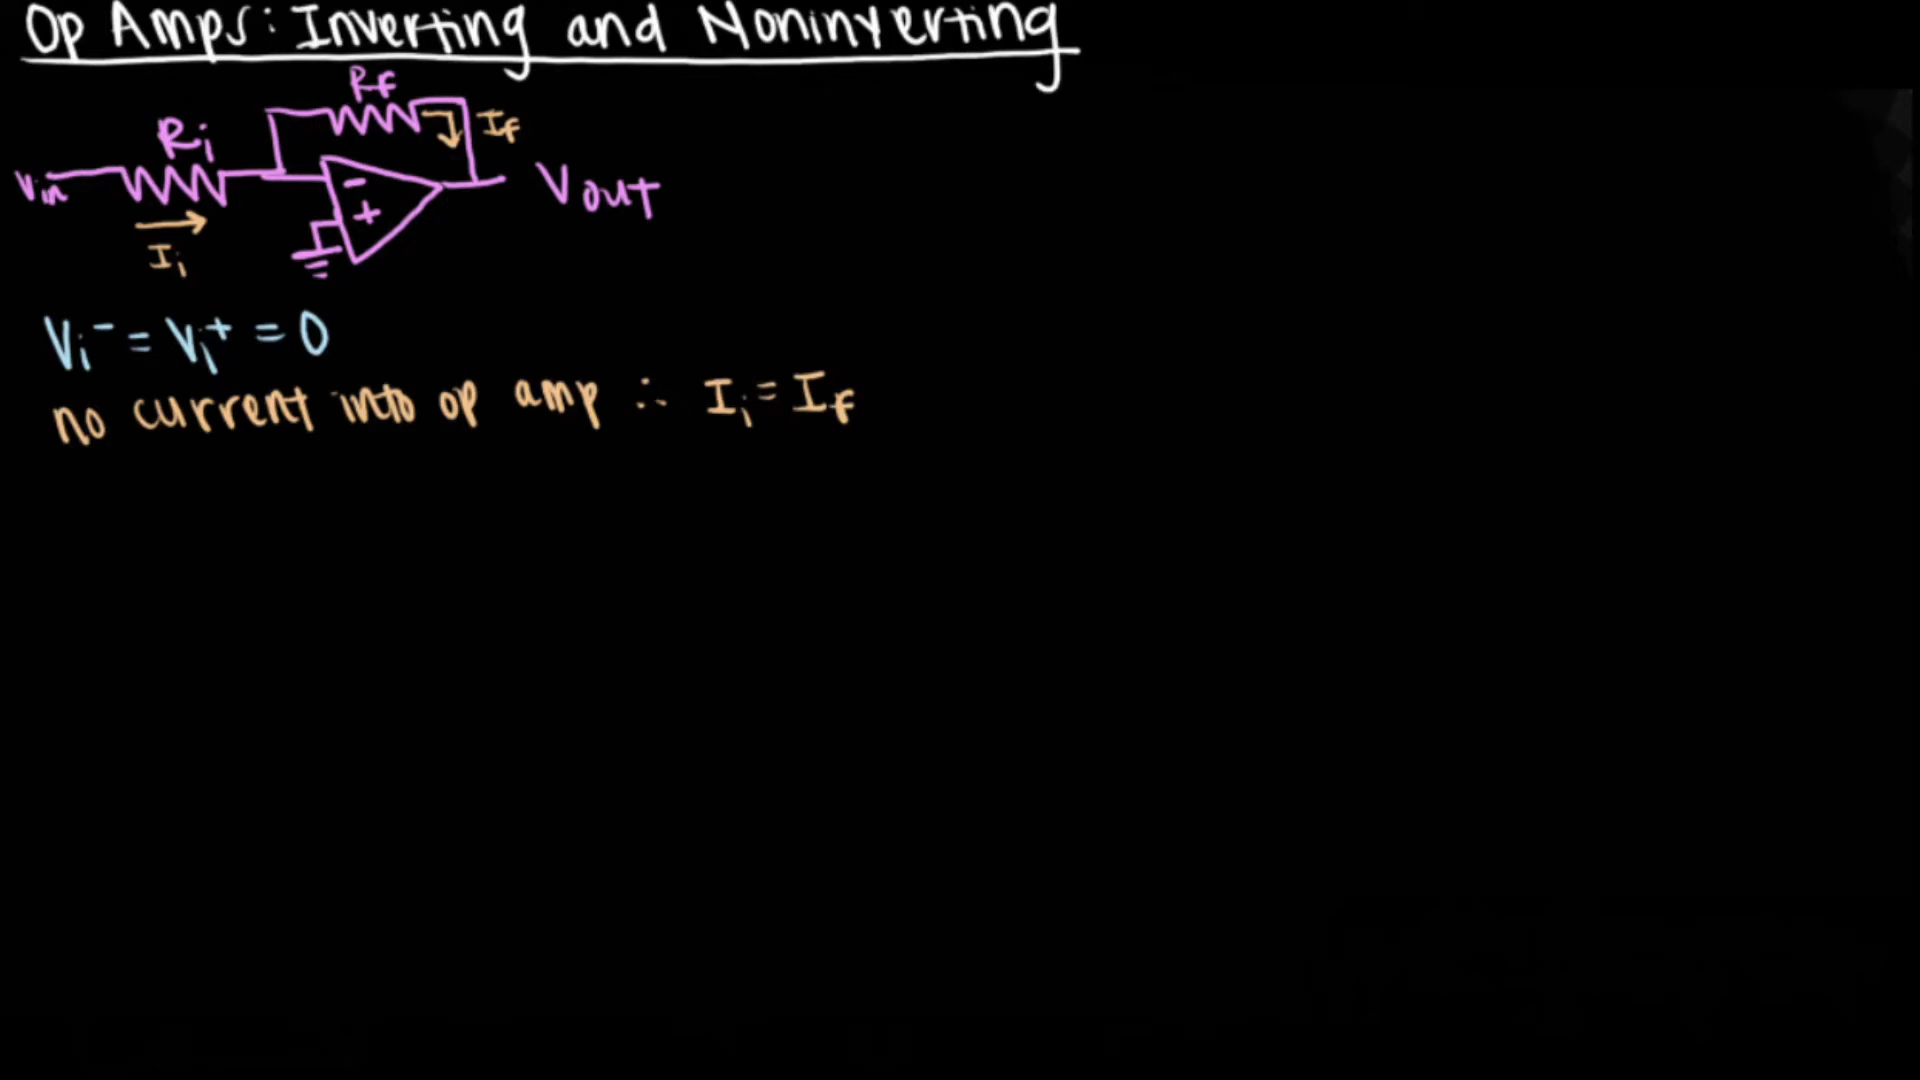 Op Amps: Inverting and Noninverting
Rf
If
Ri
Vin
-
+
Vout
Ii
Vi⁻ = Vi⁺ = 0
no current into op amp ∴ Ii = If